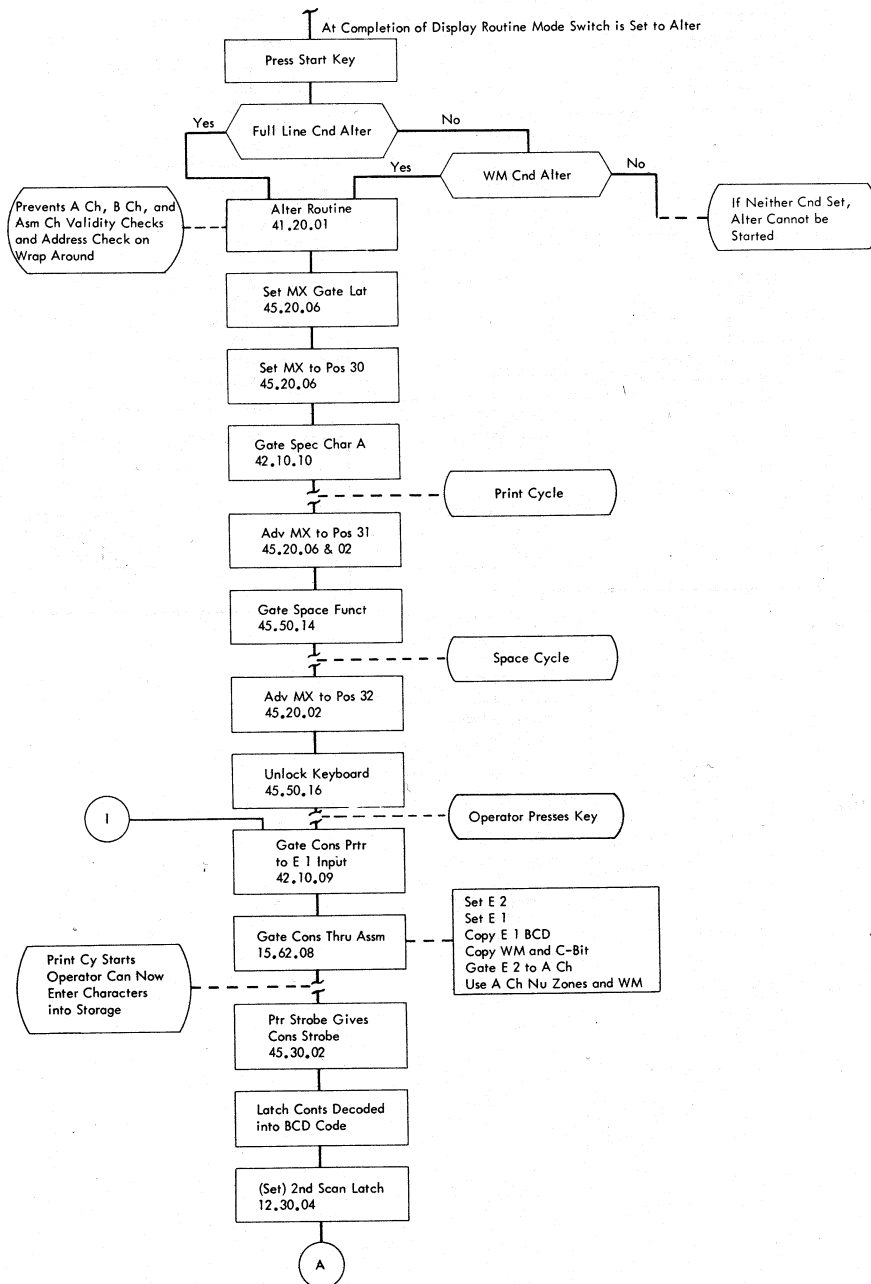 At Completion of Display Routine Mode Switch is Set to Alter
Press Start Key
Yes
Full Line Cnd Alter
No
Yes
WM Cnd Alter
No
Prevents A Ch, B Ch, and
Asm Ch Validity Checks
and Address Check on
Wrap Around
Alter Routine
41.20.01
If Neither Cnd Set,
Alter Cannot be
Started
Set MX Gate Lat
45.20.06
Set MX to Pos 30
45.20.06
Gate Spec Char A
42.10.10
Print Cycle
Adv MX to Pos 31
45.20.06 & 02
Gate Space Funct
45.50.14
Space Cycle
Adv MX to Pos 32
45.20.02
Unlock Keyboard
45.50.16
Operator Presses Key
I
Gate Cons Prtr
to E 1 Input
42.10.09
Gate Cons Thru Assm
15.62.08
Set E 2
Set E 1
Copy E 1 BCD
Copy WM and C-Bit
Gate E 2 to A Ch
Use A Ch Nu Zones and WM
Print Cy Starts
Operator Can Now
Enter Characters
into Storage
Ptr Strobe Gives
Cons Strobe
45.30.02
Latch Conts Decoded
into BCD Code
(Set) 2nd Scan Latch
12.30.04
A